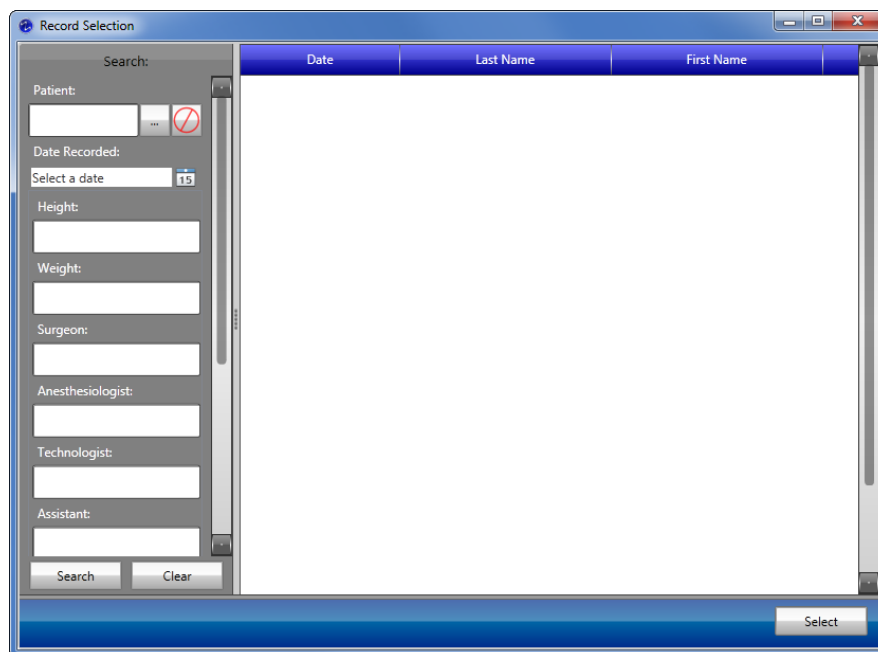 Record Selection
Search:
Patient:
...
Date Recorded:
Select a date
15
Height:
Weight:
Surgeon:
Anesthesiologist:
Technologist:
Assistant:
Search Clear
Date Last Name First Name
Select